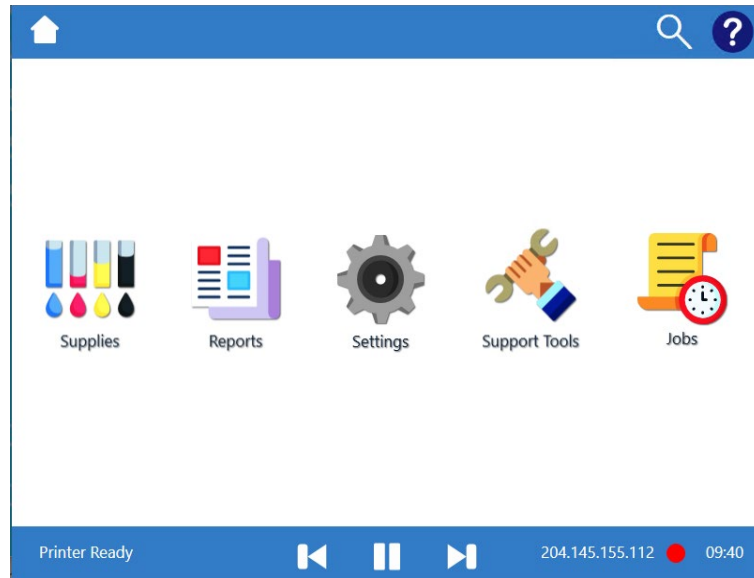 ?
Supplies
Reports
Settings
Support Tools
Jobs
Printer Ready
204.145.155.112
09:40